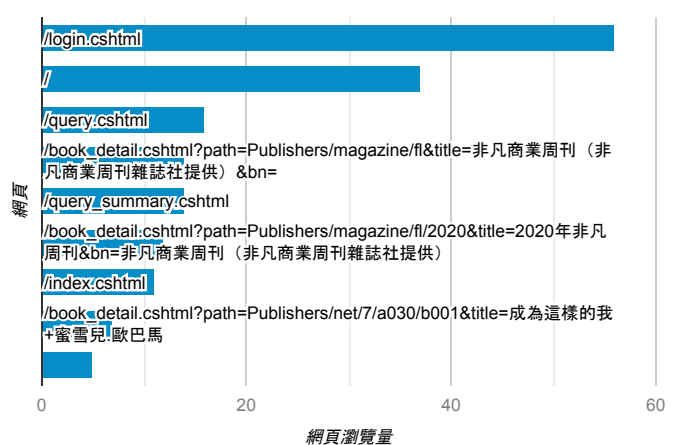 /login.cshtml
/
/query.cshtml
/book_detail.cshtml?path=Publishers/magazine/fl&title=非凡商業周刊（非
凡商業周刊雜誌社提供）&bn=
/query_summary.cshtml
/book_detail.cshtml?path=Publishers/magazine/fl/2020&title=2020年非凡
周刊&bn=非凡商業周刊（非凡商業周刊雜誌社提供）
/index.cshtml
/book_detail.cshtml?path=Publishers/net/7/a030/b001&title=成為這樣的我
+蜜雪兒.歐巴馬
網頁
0 20 40 60
網頁瀏覽量